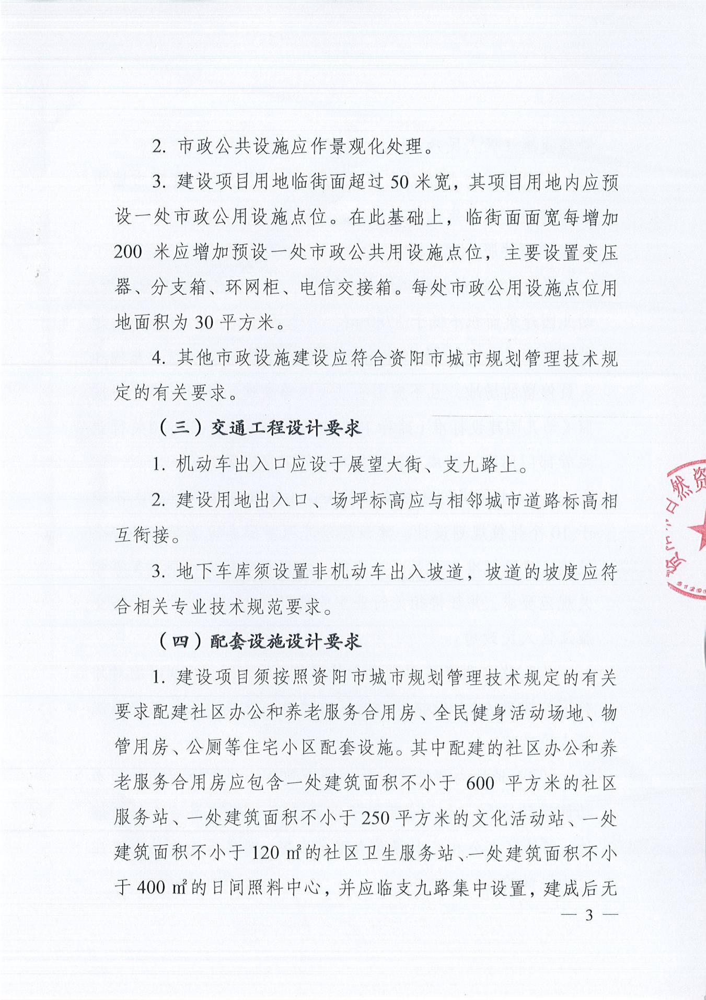 2. 市政公共设施应作景观化处理。
3. 建设项目用地临街面超过 50 米宽，其项目用地内应预
设一处市政公用设施点位。在此基础上，临街面面宽每增加
200 米应增加预设一处市政公共用设施点位，主要设置变压
器、分支箱、环网柜、电信交接箱。每处市政公用设施点位用
地面积为 30 平方米。
4. 其他市政设施建设应符合资阳市城市规划管理技术规
定的有关要求。
（三）交通工程设计要求
1. 机动车出入口应设于展望大街、支九路上。
2. 建设用地出入口、场坪标高应与相邻城市道路标高相
互衔接。
3. 地下车库须设置非机动车出入坡道，坡道的坡度应符
合相关专业技术规范要求。
（四）配套设施设计要求
1. 建设项目须按照资阳市城市规划管理技术规定的有关
要求配建社区办公和养老服务合用房、全民健身活动场地、物
管用房、公厕等住宅小区配套设施。其中配建的社区办公和养
老服务合用房应包含一处建筑面积不小于 600 平方米的社区
服务站、一处建筑面积不小于 250 平方米的文化活动站、一处
建筑面积不小于 120 ㎡的社区卫生服务站、一处建筑面积不小
于 400 ㎡的日间照料中心，并应临支九路集中设置，建成后无
— 3 —
然资
51200